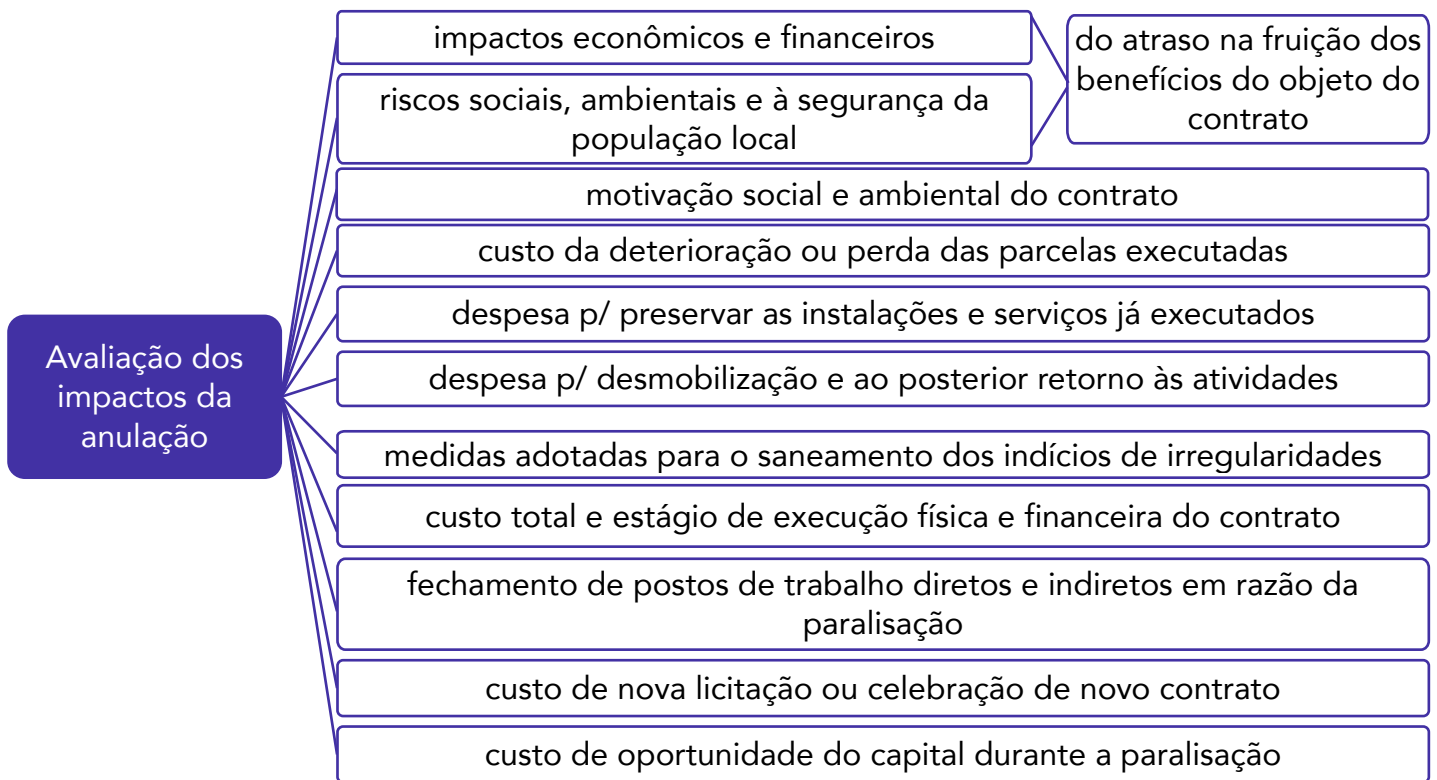 impactos econômicos e financeiros
riscos sociais, ambientais e à segurança da
população local
do atraso na fruição dos
benefícios do objeto do
contrato
motivação social e ambiental do contrato
custo da deterioração ou perda das parcelas executadas
despesa p/ preservar as instalações e serviços já executados
Avaliação dos
impactos da
anulação
despesa p/ desmobilização e ao posterior retorno às atividades
medidas adotadas para o saneamento dos indícios de irregularidades
custo total e estágio de execução física e financeira do contrato
fechamento de postos de trabalho diretos e indiretos em razão da
paralisação
custo de nova licitação ou celebração de novo contrato
custo de oportunidade do capital durante a paralisação